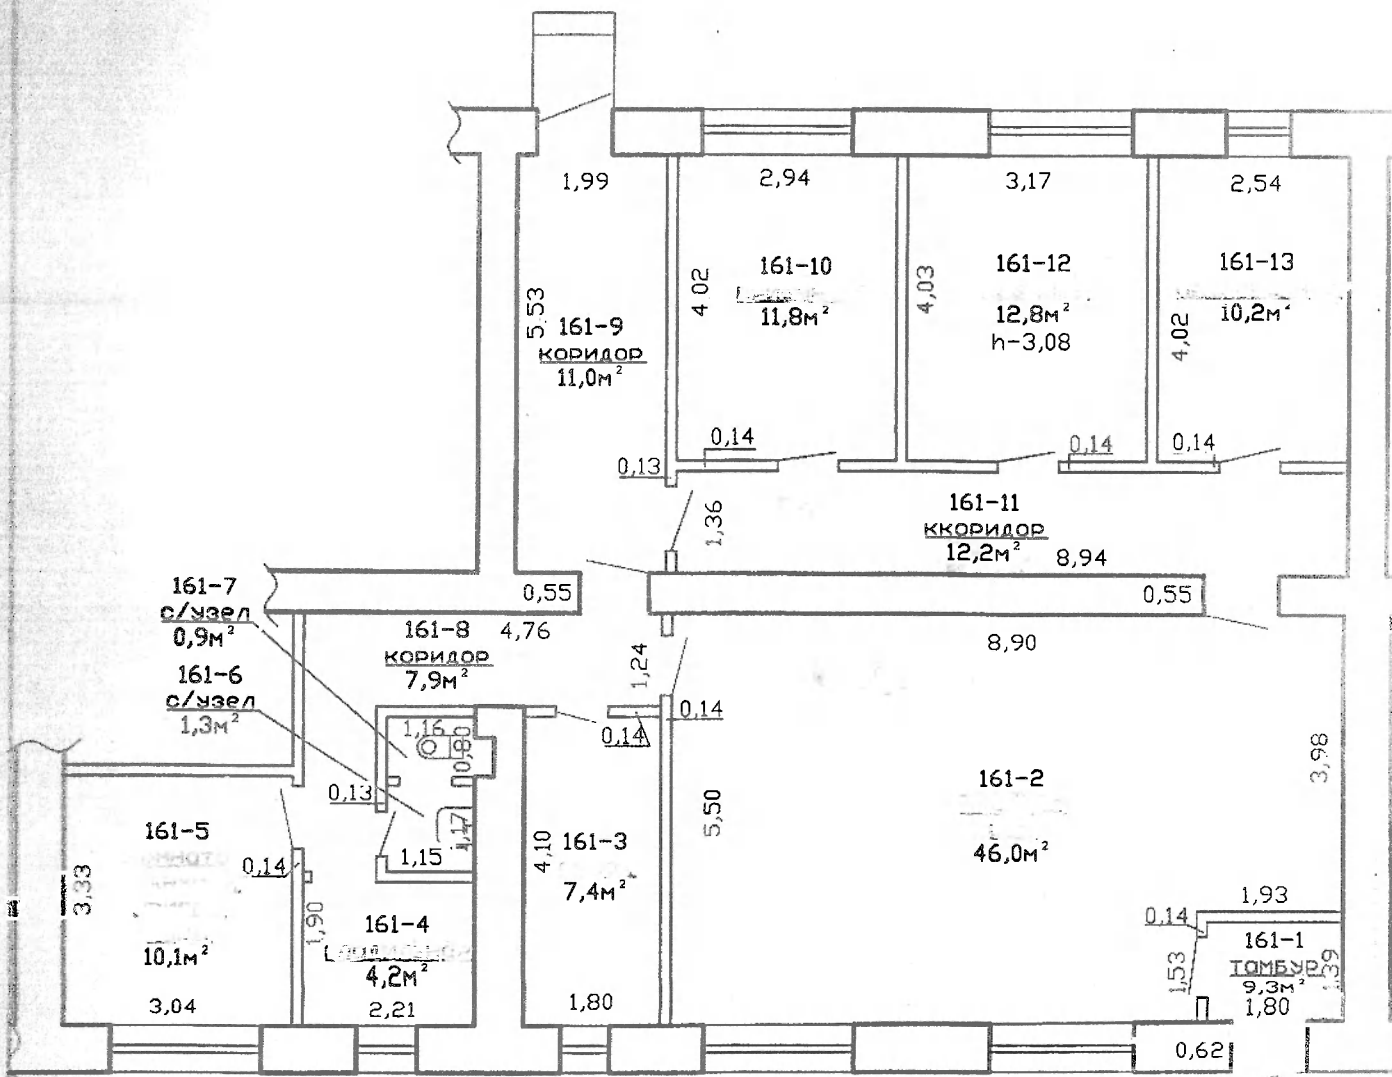 1,99
2,94
3,17
2,54
5,53
161-9
коридор
11,0м²
4,02
161-10
11,8м²
4,03
161-12
12,8м²
h-3,08
161-13
10,2м²
4,02
0,13
0,14
0,14
0,14
1,36
161-11
ккоридор
12,2м²
8,94
0,55
0,55
161-7
с/узел
0,9м²
161-6
с/узел
1,3м²
161-8
4,76
коридор
7,9м²
1,24
8,90
0,14
0,14
1,16
0,80
0,13
1,17
1,15
161-5
10,1м²
3,33
3,04
0,14
1,90
161-4
4,2м²
2,21
4,10
161-3
7,4м²
1,80
5,50
161-2
46,0м²
3,98
1,93
0,14
161-1
тамбур
9,3м²
1,80
1,53
1,39
0,62